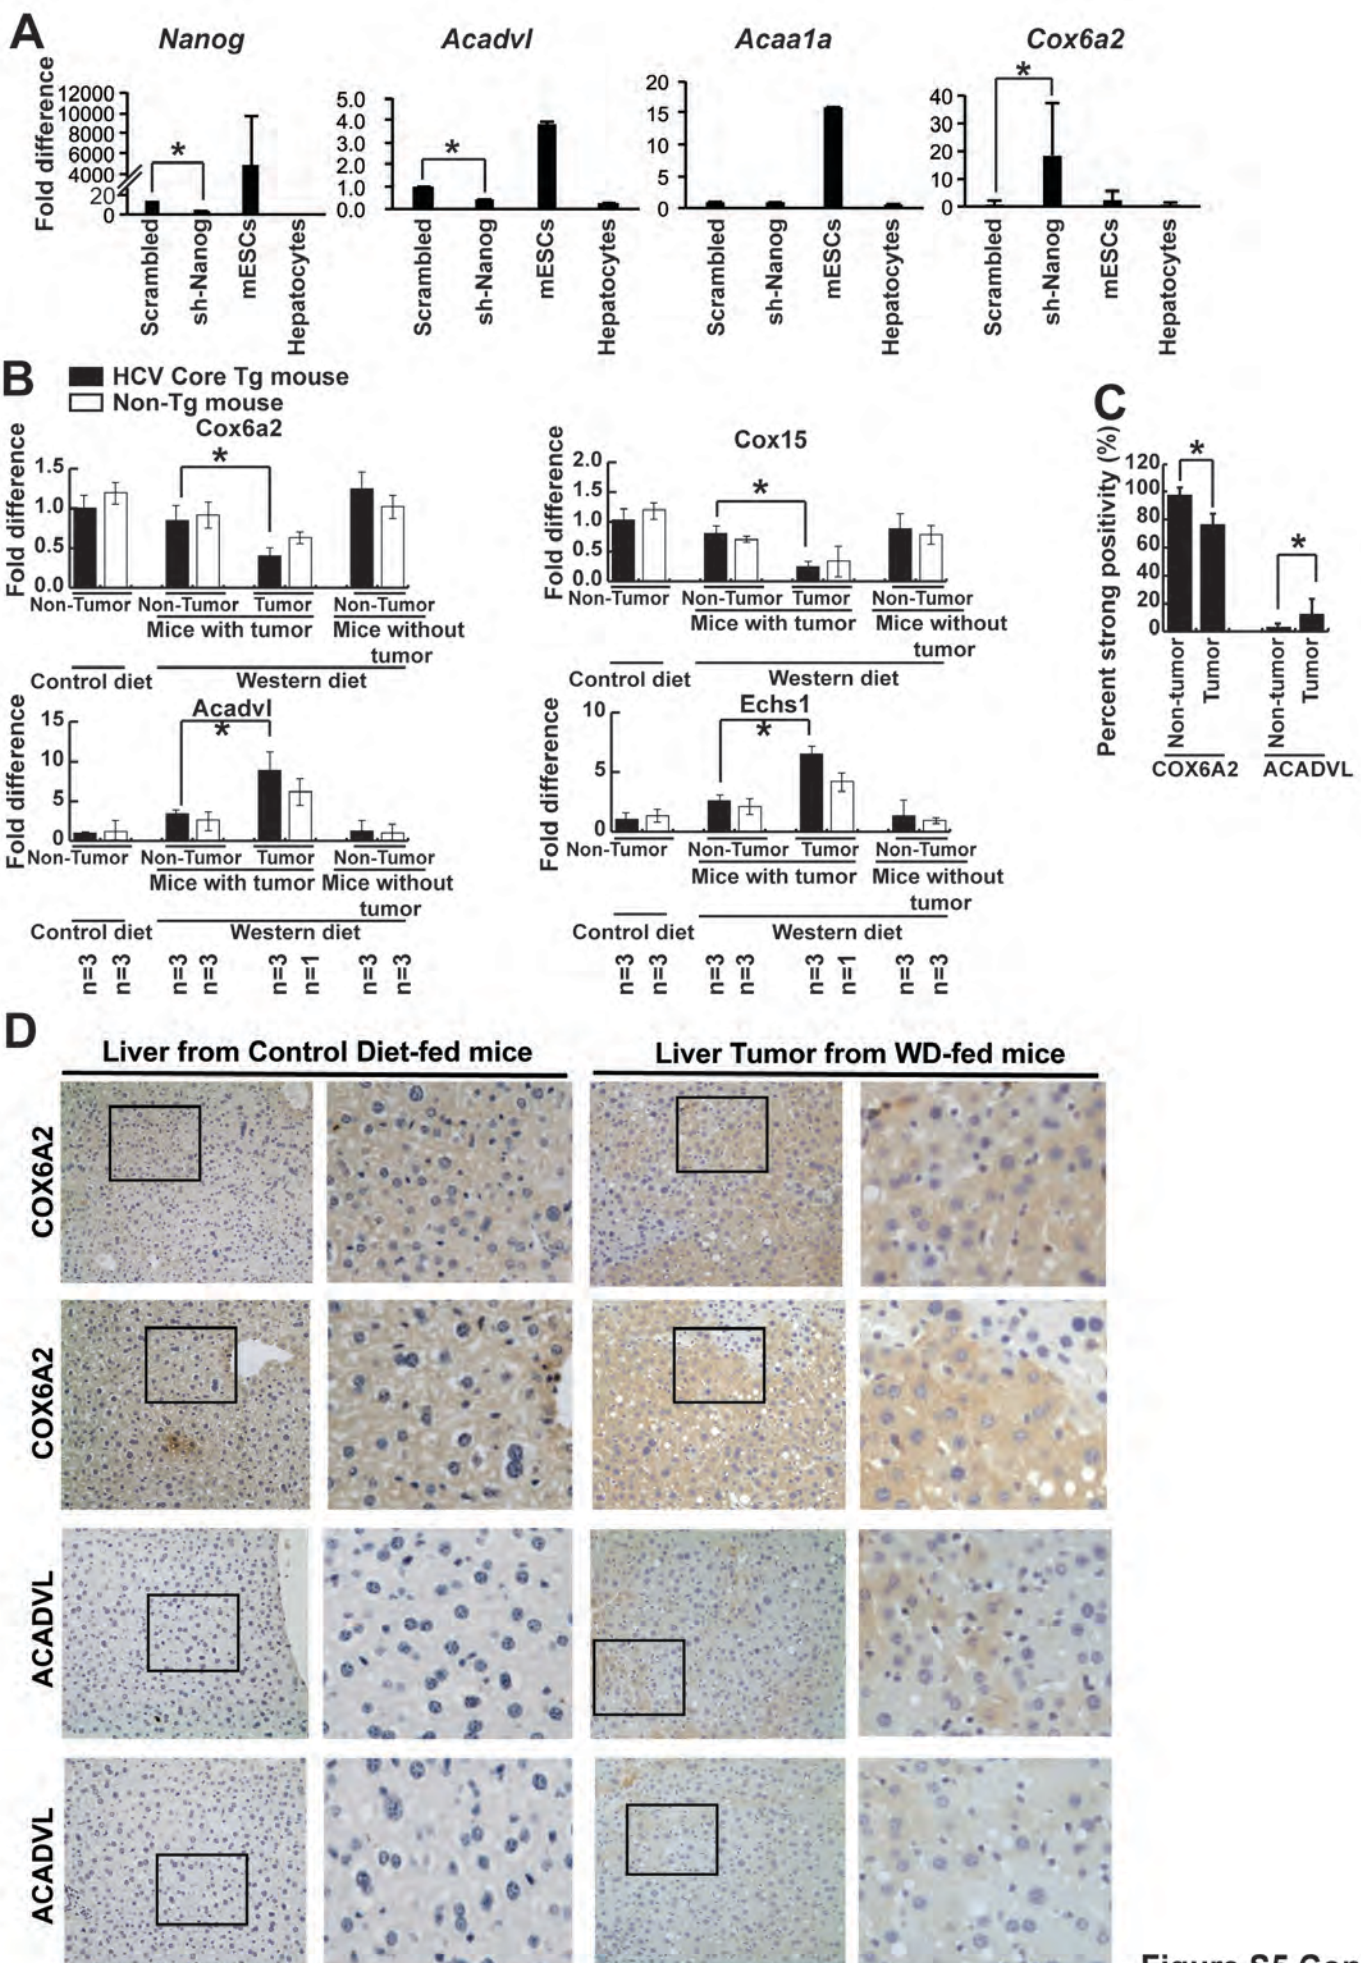 A
Nanog
Acadvl
Acaa1a
Cox6a2
Fold difference
12000
10000
8000
6000
4000
20
0
*
Scrambled
sh-Nanog
mESCs
Hepatocytes
5.0
4.0
3.0
2.0
1.0
0.0
*
Scrambled
sh-Nanog
mESCs
Hepatocytes
20
15
10
5
0
Scrambled
sh-Nanog
mESCs
Hepatocytes
40
30
20
10
0
*
Scrambled
sh-Nanog
mESCs
Hepatocytes
B
HCV Core Tg mouse
Non-Tg mouse
Cox6a2
Fold difference
1.5
1.0
0.5
0.0
*
Non-Tumor Non-Tumor Tumor Non-Tumor
Mice with tumor Mice without
tumor
Control diet Western diet
Cox15
Fold difference
2.0
1.5
1.0
0.5
0.0
*
Non-Tumor Non-Tumor Tumor Non-Tumor
Mice with tumor Mice without
tumor
Control diet Western diet
Acadvl
Fold difference
15
10
5
0
*
Non-Tumor Non-Tumor Tumor Non-Tumor
Mice with tumor Mice without
tumor
Control diet Western diet
n=3 n=3 n=3 n=3 n=3 n=1 n=3 n=3
Echs1
Fold difference
10
5
0
*
Non-Tumor Non-Tumor Tumor Non-Tumor
Mice with tumor Mice without
tumor
Control diet Western diet
n=3 n=3 n=3 n=3 n=3 n=1 n=3 n=3
C
Percent strong positivity (%)
120
100
80
60
40
20
0
*
*
Non-tumor
Tumor
Non-tumor
Tumor
COX6A2 ACADVL
D
Liver from Control Diet-fed mice
Liver Tumor from WD-fed mice
COX6A2
COX6A2
ACADVL
ACADVL